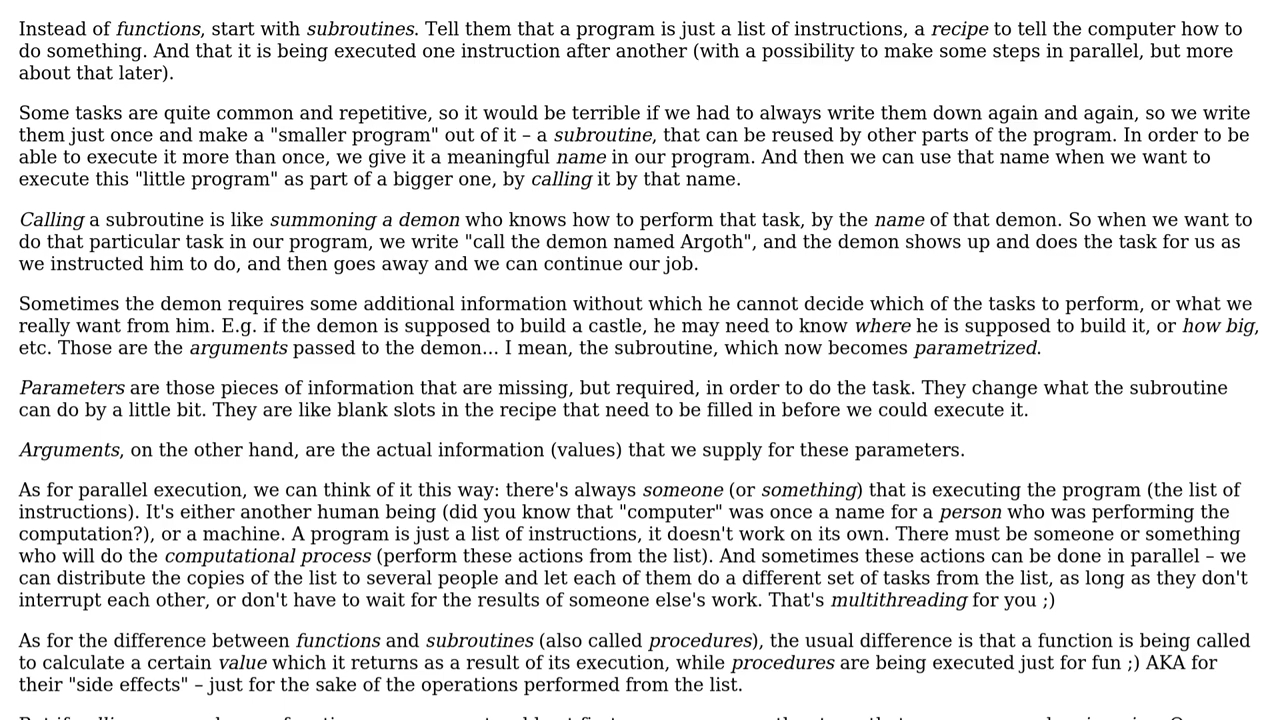 Instead of functions, start with subroutines. Tell them that a program is just a list of instructions, a recipe to tell the computer how to
do something. And that it is being executed one instruction after another (with a possibility to make some steps in parallel, but more
about that later).
Some tasks are quite common and repetitive, so it would be terrible if we had to always write them down again and again, so we write
them just once and make a "smaller program" out of it – a subroutine, that can be reused by other parts of the program. In order to be
able to execute it more than once, we give it a meaningful name in our program. And then we can use that name when we want to
execute this "little program" as part of a bigger one, by calling it by that name.
Calling a subroutine is like summoning a demon who knows how to perform that task, by the name of that demon. So when we want to
do that particular task in our program, we write "call the demon named Argoth", and the demon shows up and does the task for us as
we instructed him to do, and then goes away and we can continue our job.
Sometimes the demon requires some additional information without which he cannot decide which of the tasks to perform, or what we
really want from him. E.g. if the demon is supposed to build a castle, he may need to know where he is supposed to build it, or how big,
etc. Those are the arguments passed to the demon... I mean, the subroutine, which now becomes parametrized.
Parameters are those pieces of information that are missing, but required, in order to do the task. They change what the subroutine
can do by a little bit. They are like blank slots in the recipe that need to be filled in before we could execute it.
Arguments, on the other hand, are the actual information (values) that we supply for these parameters.
As for parallel execution, we can think of it this way: there's always someone (or something) that is executing the program (the list of
instructions). It's either another human being (did you know that "computer" was once a name for a person who was performing the
computation?), or a machine. A program is just a list of instructions, it doesn't work on its own. There must be someone or something
who will do the computational process (perform these actions from the list). And sometimes these actions can be done in parallel – we
can distribute the copies of the list to several people and let each of them do a different set of tasks from the list, as long as they don't
interrupt each other, or don't have to wait for the results of someone else's work. That's multithreading for you ;)
As for the difference between functions and subroutines (also called procedures), the usual difference is that a function is being called
to calculate a certain value which it returns as a result of its execution, while procedures are being executed just for fun ;) AKA for
their "side effects" – just for the sake of the operations performed from the list.